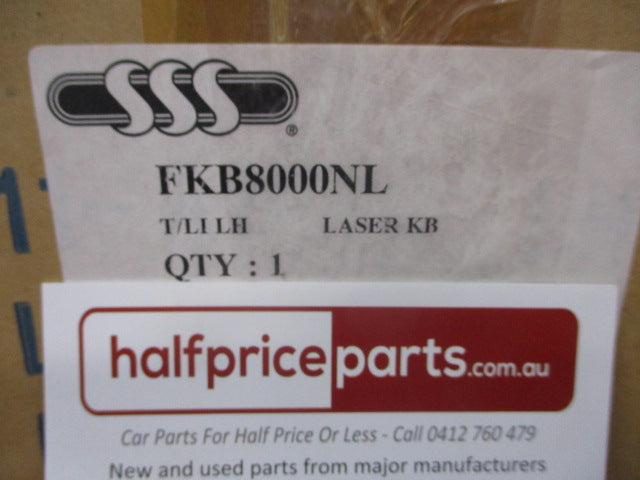 SSS
®
FKB8000NL
T/LI LH LASER KB
QTY : 1
halfpriceparts.com.au
Car Parts For Half Price Or Less - Call 0412 760 479
New and used parts from major manufacturers